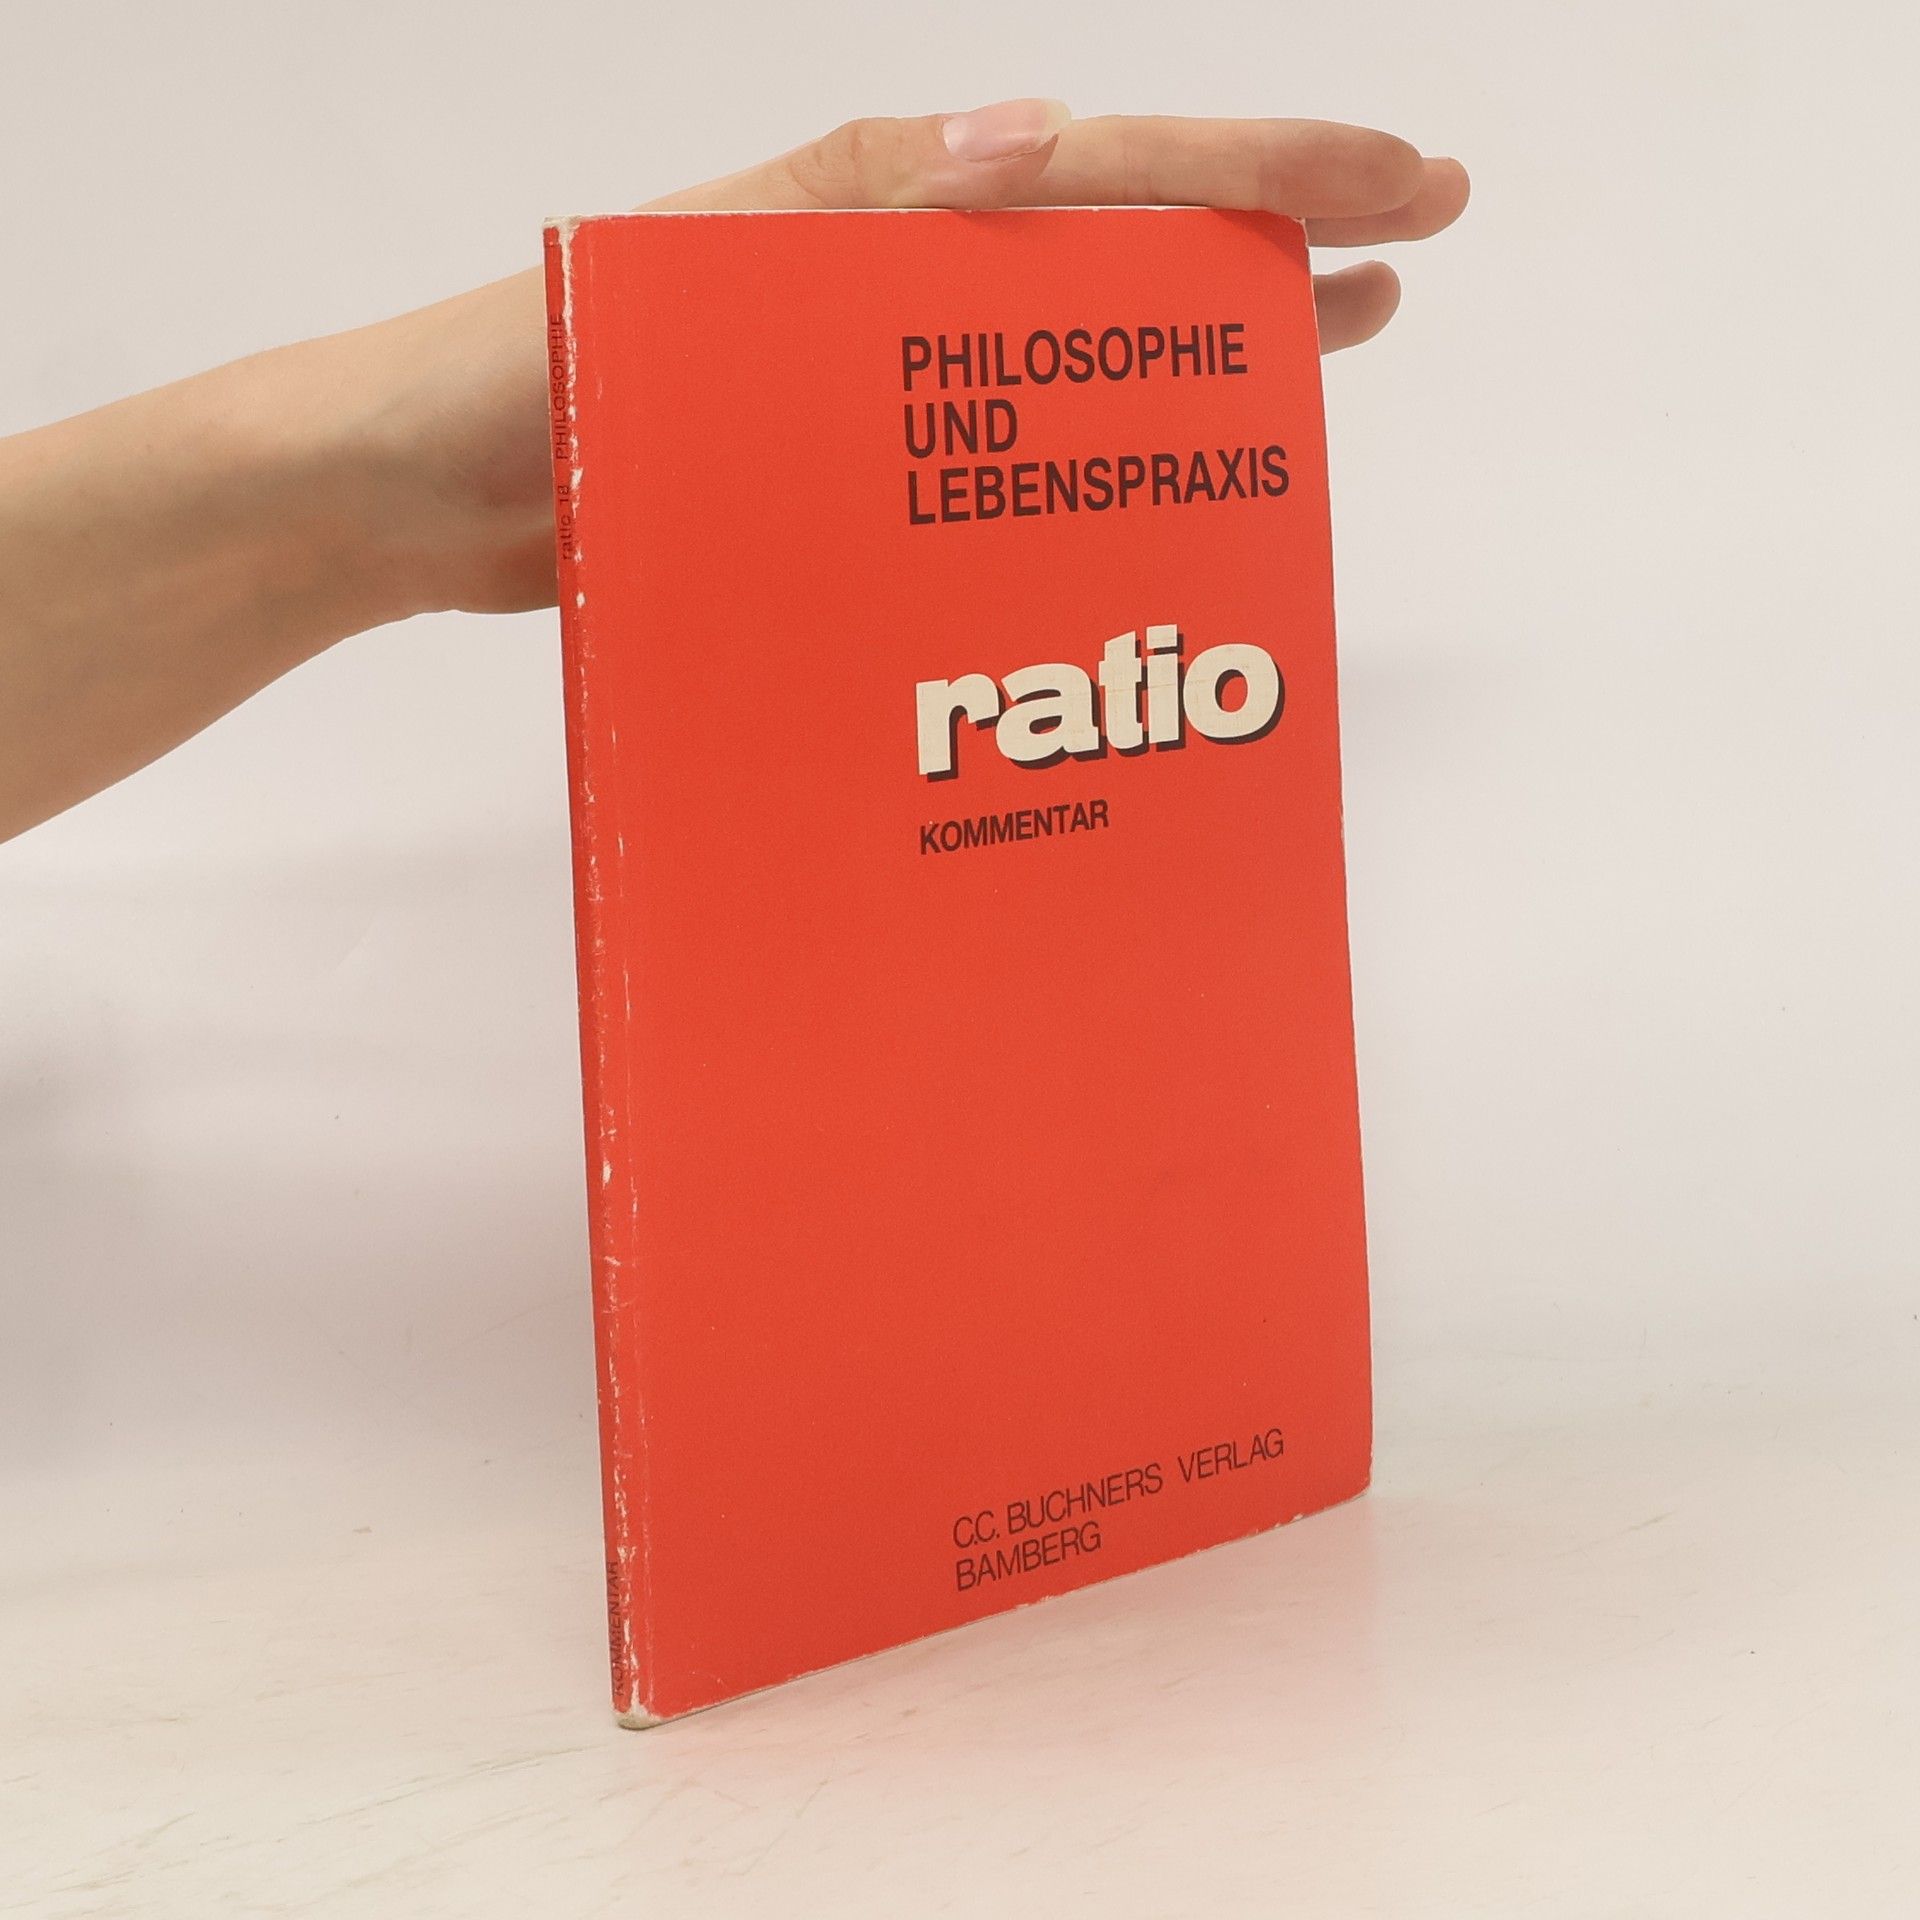 PHILOSOPHIE
UND
LEBENSPRAXIS
ratio
KOMMENTAR
C.C. BUCHNERS VERLAG
BAMBERG
ratio 18 PHILOSOPHIE
KOMMENTAR